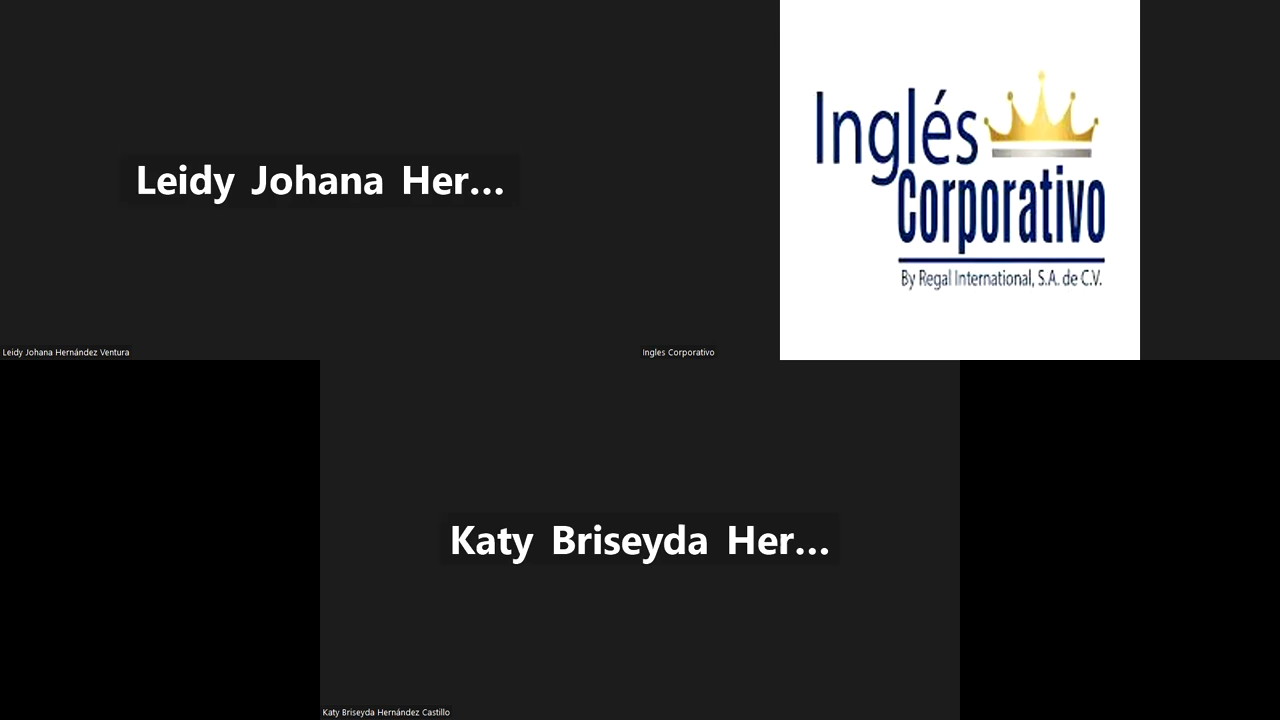 Leidy Johana Her...
Leidy Johana Hernández Ventura
Inglés
Corporativo
By Regal International, S.A. de C.V.
Ingles Corporativo
Katy Briseyda Her...
Katy Briseyda Hernández Castillo